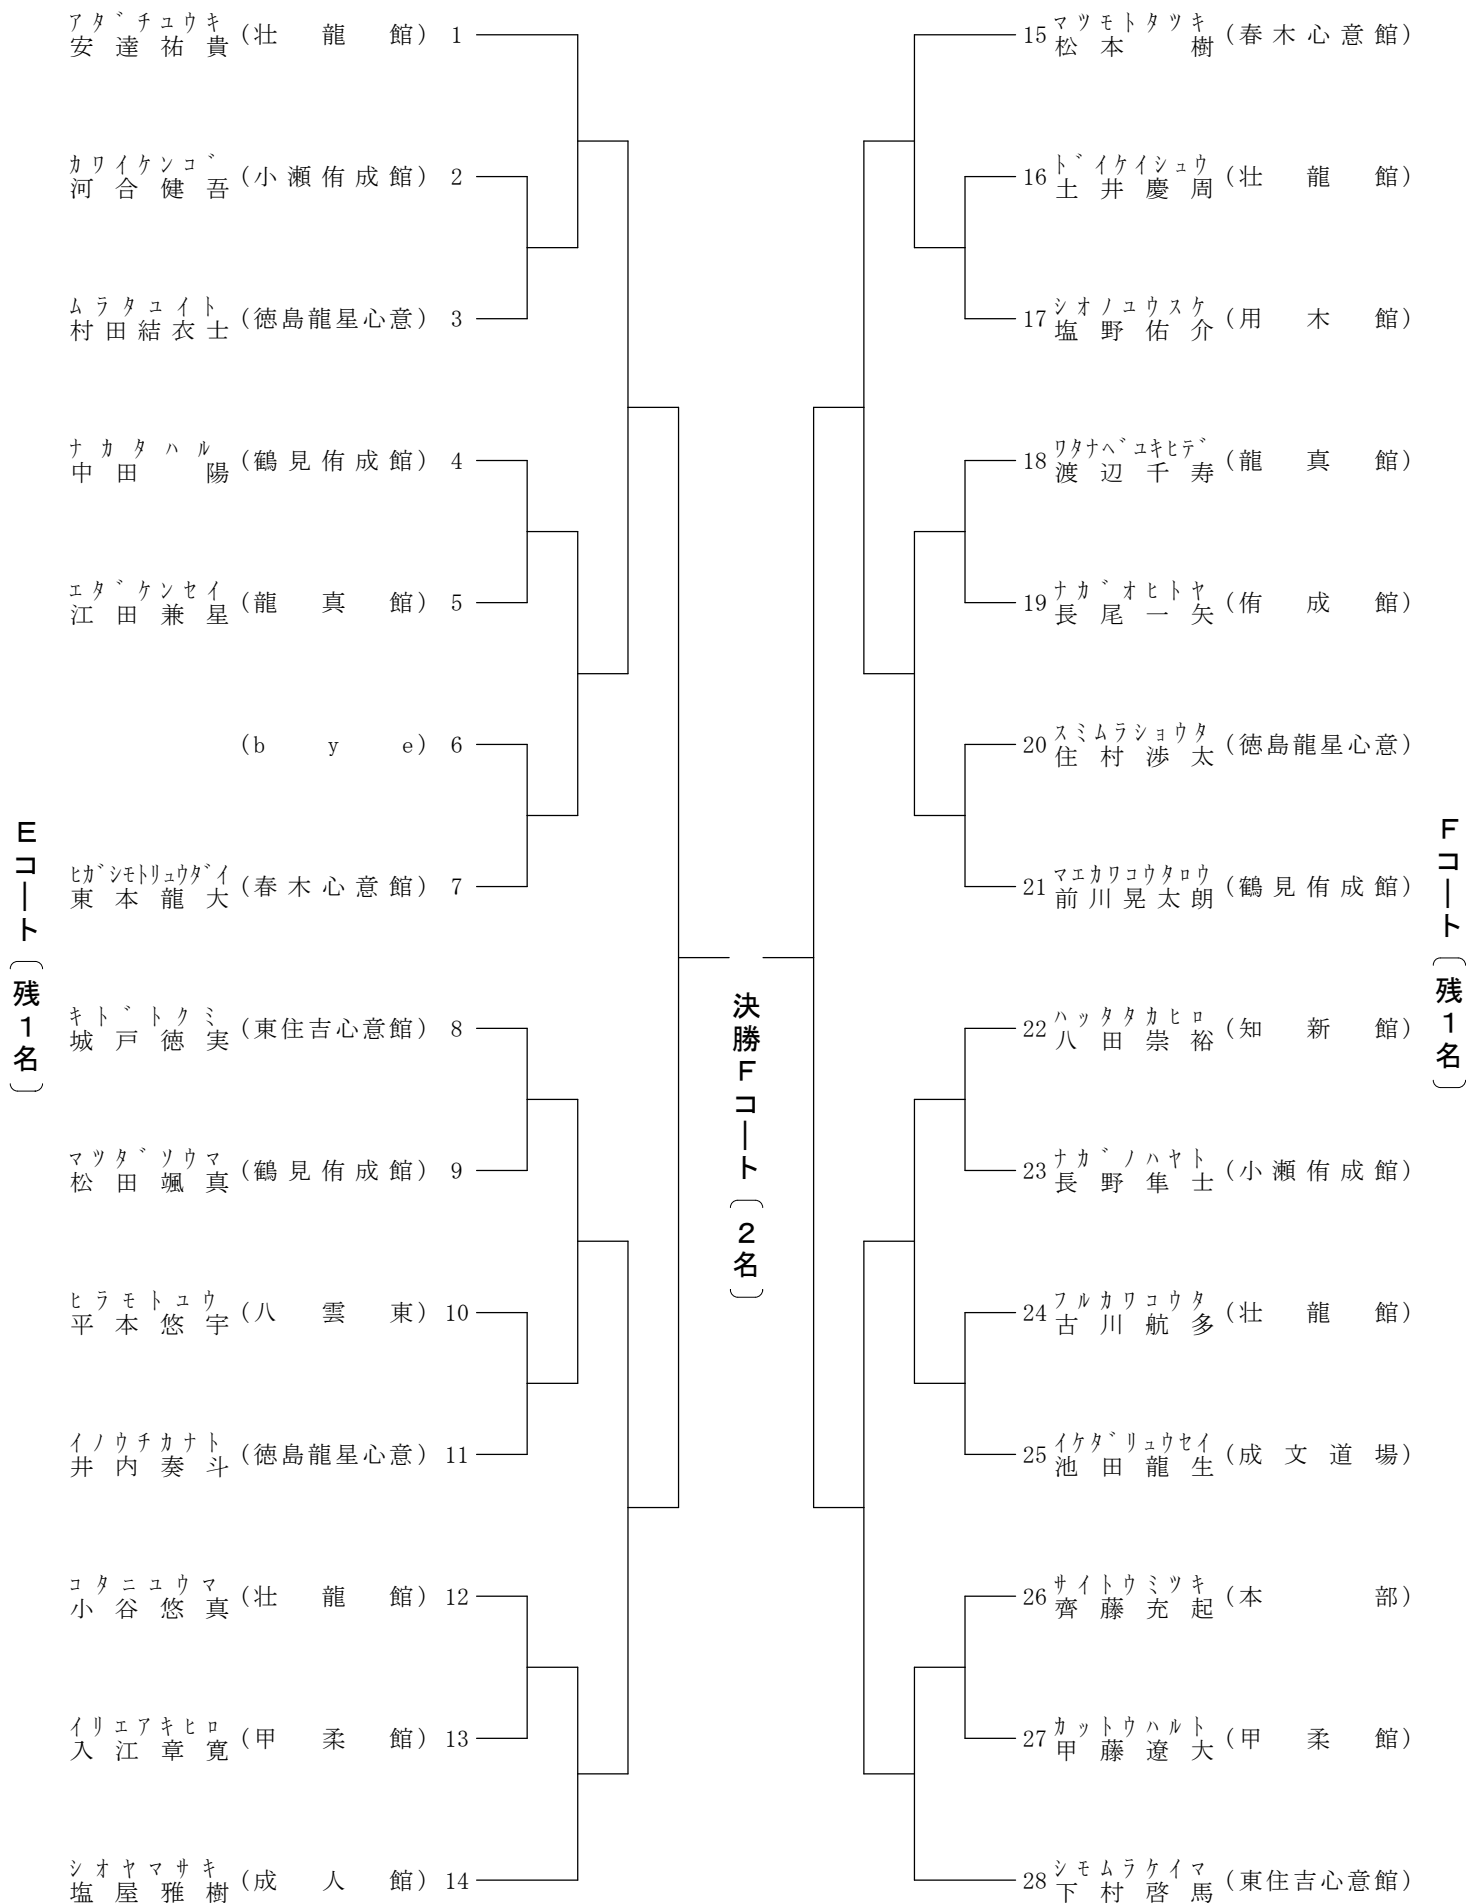 アダチユウキ
安達祐貴 (壮龍館) 1
カワイケンゴ
河合健吾 (小瀬侑成館) 2
ムラタユイト
村田結衣士 (徳島龍星心意) 3
ナカタハル
中田陽 (鶴見侑成館) 4
エダケンセイ
江田兼星 (龍真館) 5
(bye) 6
ヒガシモトリュウダイ
東本龍大 (春木心意館) 7
キドトクミ
城戸徳実 (東住吉心意館) 8
マツダソウマ
松田颯真 (鶴見侑成館) 9
ヒラモトユウ
平本悠宇 (八雲東) 10
イノウチカナト
井内奏斗 (徳島龍星心意) 11
コタニユウマ
小谷悠真 (壮龍館) 12
イリエアキヒロ
入江章寛 (甲柔館) 13
シオヤマサキ
塩屋雅樹 (成人館) 14
Eコート〔残1名〕
決勝Fコート〔2名〕
マツモトタツキ
15 松本樹 (春木心意館)
ドイケイシュウ
16 土井慶周 (壮龍館)
シオノユウスケ
17 塩野佑介 (用木館)
ワタナベユキヒデ
18 渡辺千寿 (龍真館)
ナガオヒトヤ
19 長尾一矢 (侑成館)
スミムラショウタ
20 住村渉太 (徳島龍星心意)
マエカワコウタロウ
21 前川晃太朗 (鶴見侑成館)
ハッタタカヒロ
22 八田崇裕 (知新館)
ナガノハヤト
23 長野隼士 (小瀬侑成館)
フルカワコウタ
24 古川航多 (壮龍館)
イケダリュウセイ
25 池田龍生 (成文道場)
サイトウミツキ
26 齊藤充起 (本部)
カットウハルト
27 甲藤遼大 (甲柔館)
シモムラケイマ
28 下村啓馬 (東住吉心意館)
Fコート〔残1名〕